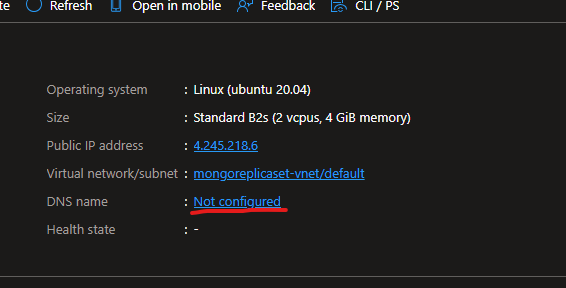 te Refresh Open in mobile Feedback CLI / PS
Operating system : Linux (ubuntu 20.04)
Size : Standard B2s (2 vcpus, 4 GiB memory)
Public IP address : 4.245.218.6
Virtual network/subnet : mongoreplicaset-vnet/default
DNS name : Not configured
Health state : -